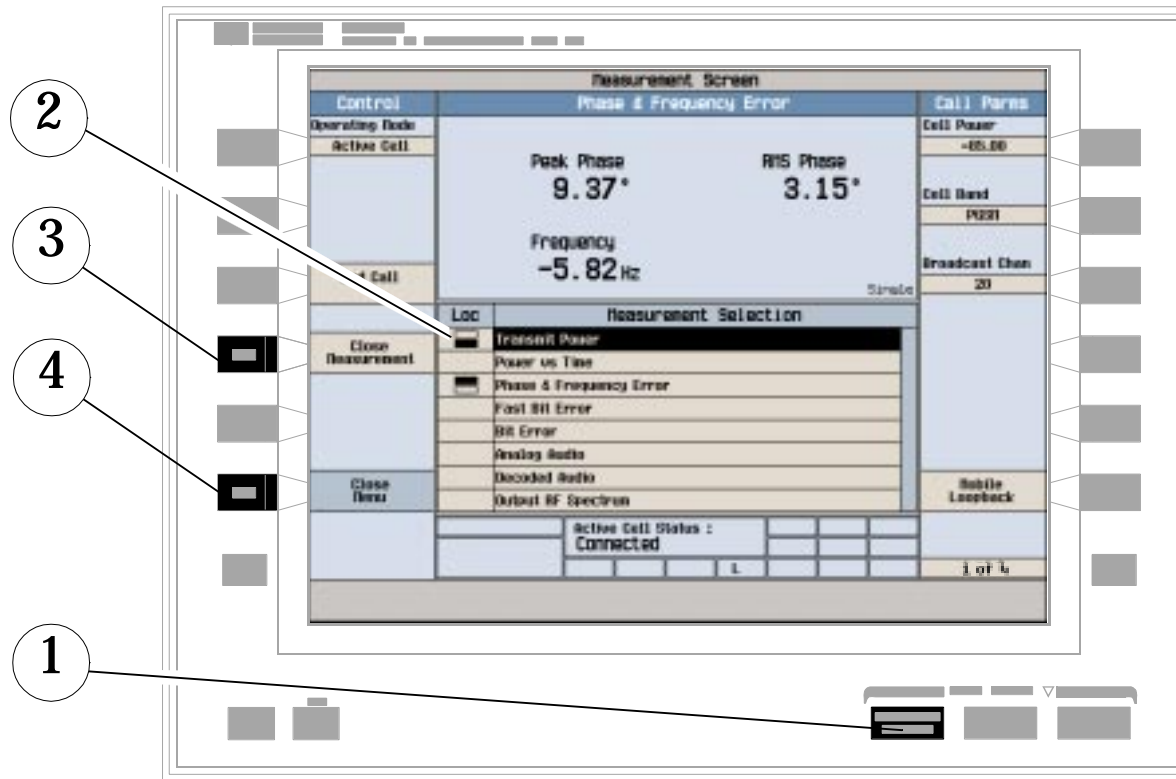 2
3
4
1
Measurement Screen
Control
Phase & Frequency Error
Call Parms
Operating Mode
Active Cell
Cell Power
-85.00
Peak Phase
RMS Phase
9.37°
3.15°
Cell Band
PGSM
Frequency
-5.82 Hz
Call
Broadcast Chan
20
Single
Loc
Measurement Selection
Close
Measurement
Transmit Power
Power vs Time
Phase & Frequency Error
Fast Bit Error
Bit Error
Analog Audio
Decoded Audio
Output RF Spectrum
Close
Menu
Mobile
Loopback
Active Cell Status :
Connected
L
1 of 4